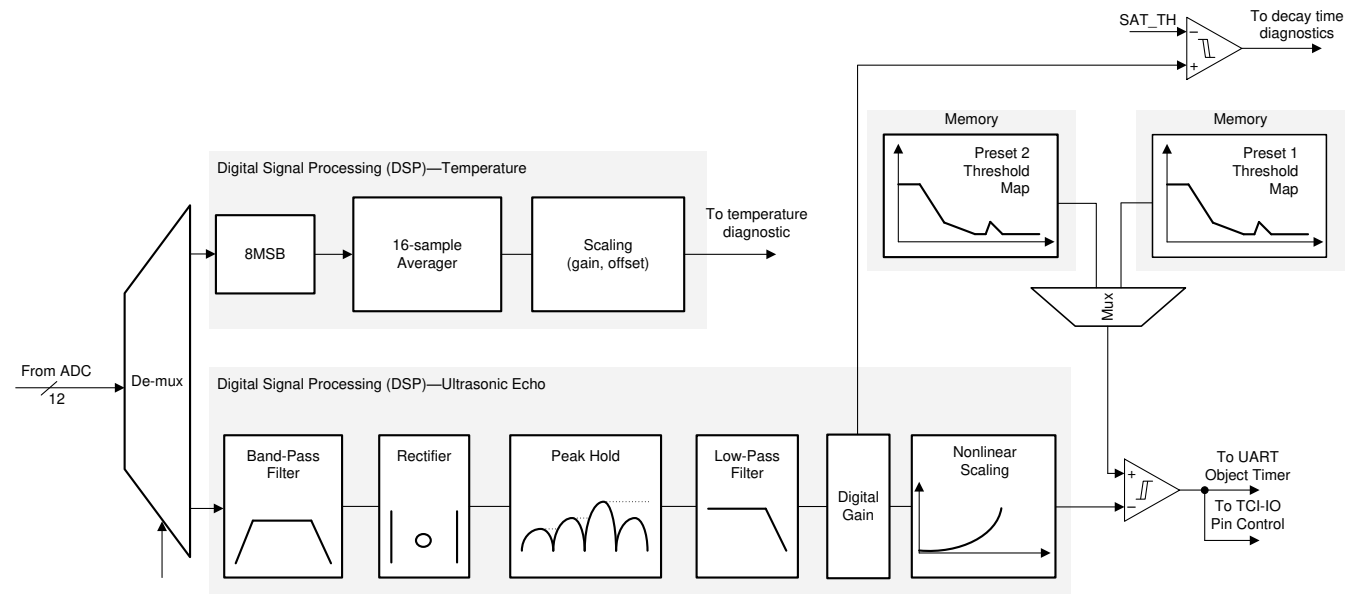 SAT_TH
−
+
To decay time
diagnostics
Memory
Preset 2
Threshold
Map
Memory
Preset 1
Threshold
Map
Mux
Digital Signal Processing (DSP)—Temperature
8MSB
16-sample
Averager
Scaling
(gain, offset)
To temperature
diagnostic
From ADC
12
De-mux
Digital Signal Processing (DSP)—Ultrasonic Echo
Band-Pass
Filter
Rectifier
Peak Hold
Low-Pass
Filter
Digital
Gain
Nonlinear
Scaling
+
−
To UART
Object Timer
To TCI-IO
Pin Control